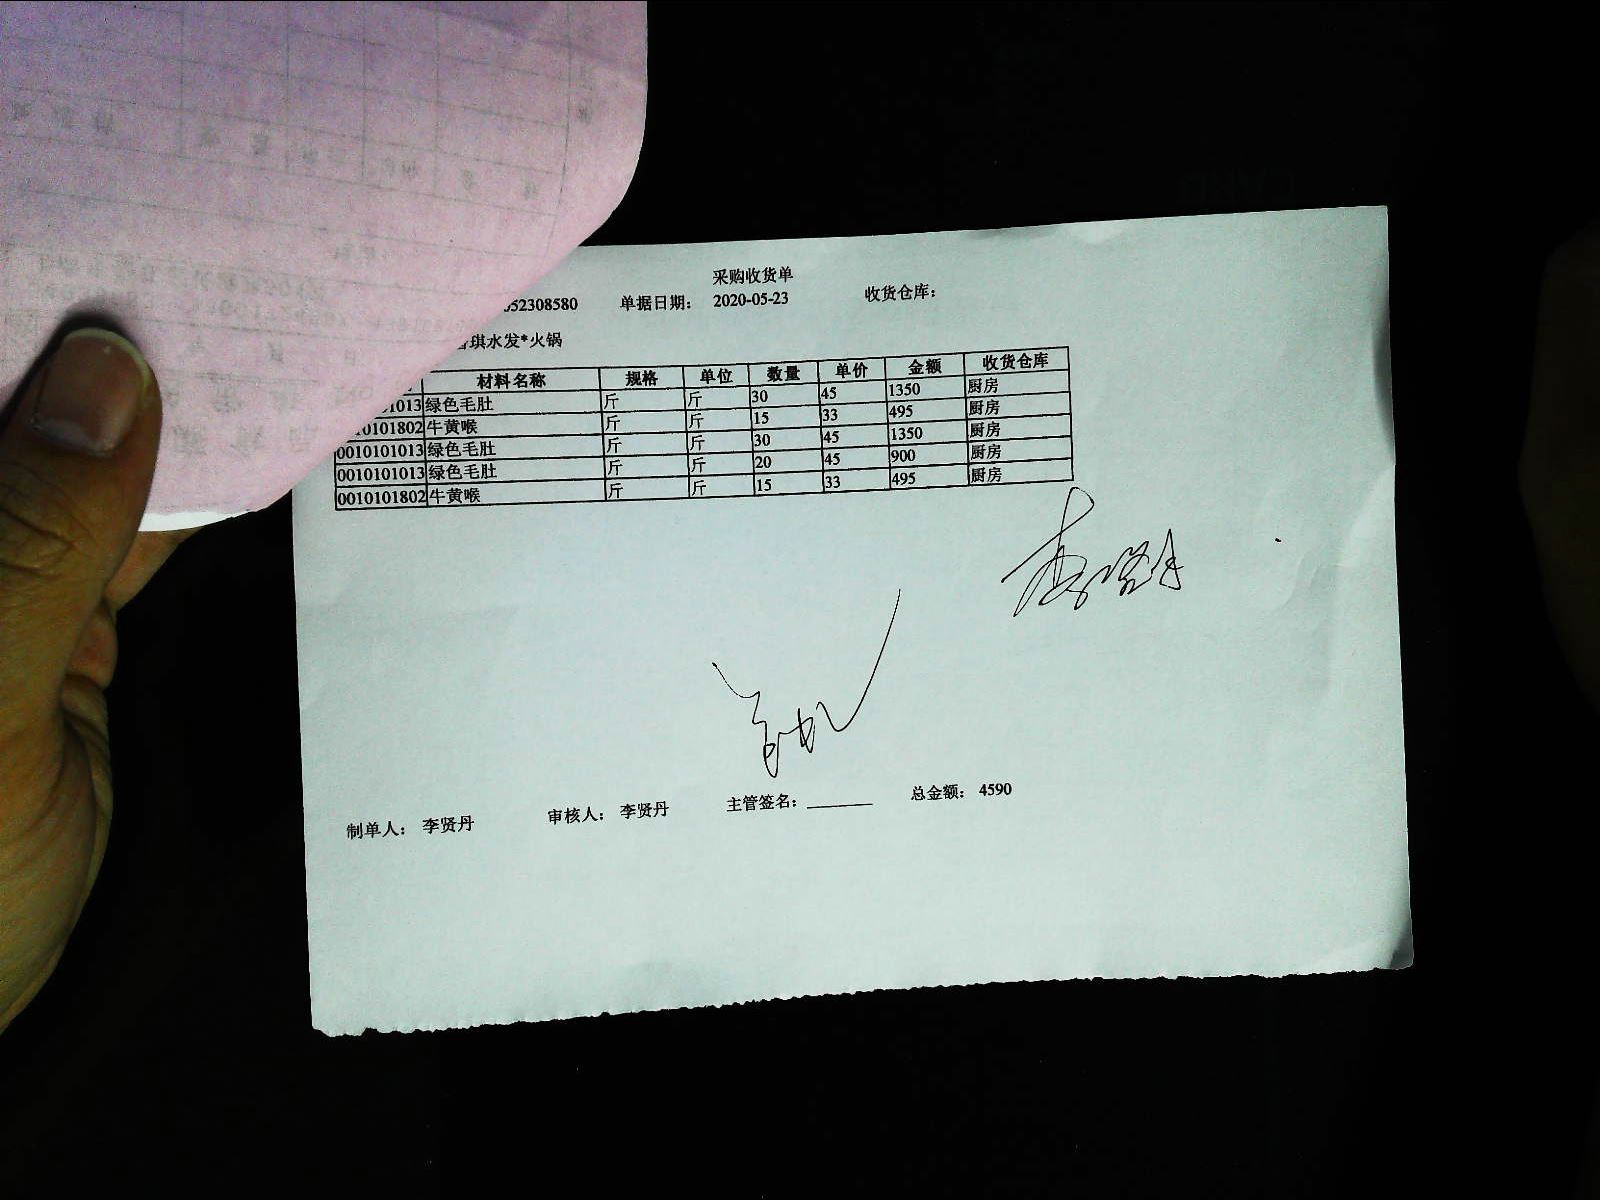 采购收货单
052308580 单据日期： 2020-05-23 收货仓库：
琪水发*火锅
材料名称 规格 单位 数量 单价 金额 收货仓库
01013 绿色毛肚 斤 斤 30 45 1350 厨房
0101802 牛黄喉 斤 斤 15 33 495 厨房
0010101013 绿色毛肚 斤 斤 30 45 1350 厨房
0010101013 绿色毛肚 斤 斤 20 45 900 厨房
0010101802 牛黄喉 斤 斤 15 33 495 厨房
制单人： 李贤丹 审核人： 李贤丹 主管签名：________ 总金额： 4590